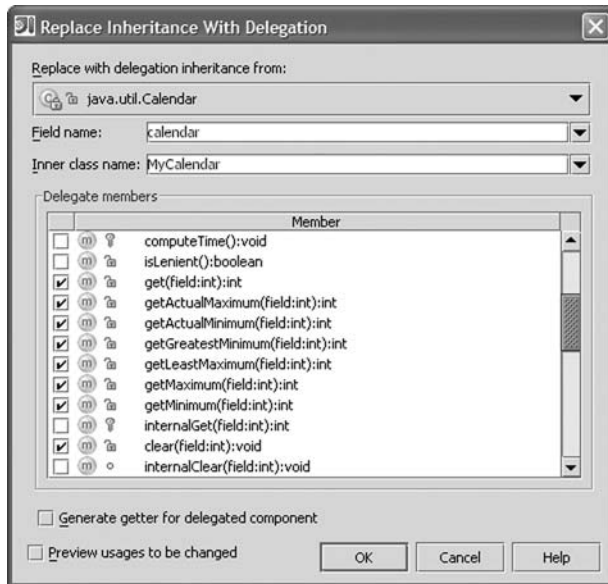 Replace Inheritance With Delegation
Replace with delegation inheritance from:
java.util.Calendar
Field name: calendar
Inner class name: MyCalendar
Delegate members
Member
computeTime():void
isLenient():boolean
get(field:int):int
getActualMaximum(field:int):int
getActualMinimum(field:int):int
getGreatestMinimum(field:int):int
getLeastMaximum(field:int):int
getMaximum(field:int):int
getMinimum(field:int):int
internalGet(field:int):int
clear(field:int):void
internalClear(field:int):void
Generate getter for delegated component
Preview usages to be changed
OK Cancel Help